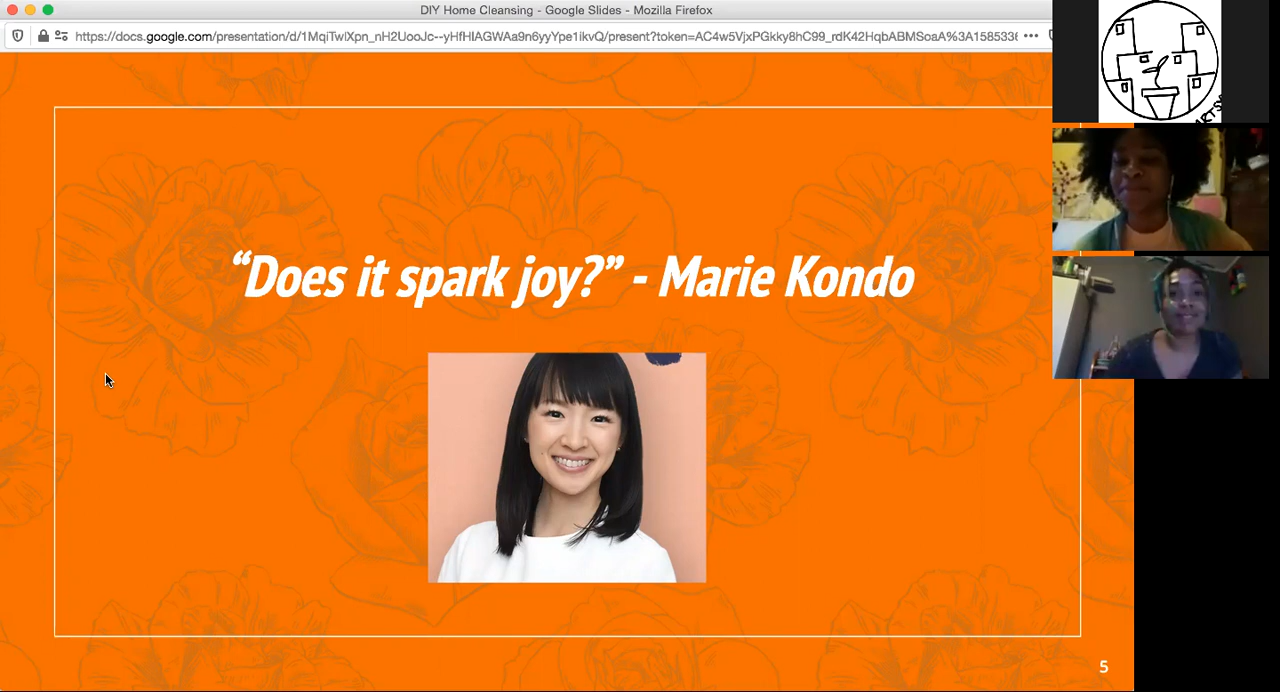 DIY Home Cleansing - Google Slides - Mozilla Firefox
https://docs.google.com/presentation/d/1MqiTwlXpn_nH2UooJc--yHfHIAGWAa9n6yyYpe1ikvQ/present?token=AC4w5VjxPGkky8hC99_rdK42HqbABMSoaA%3A1585336
“Does it spark joy?” - Marie Kondo
5